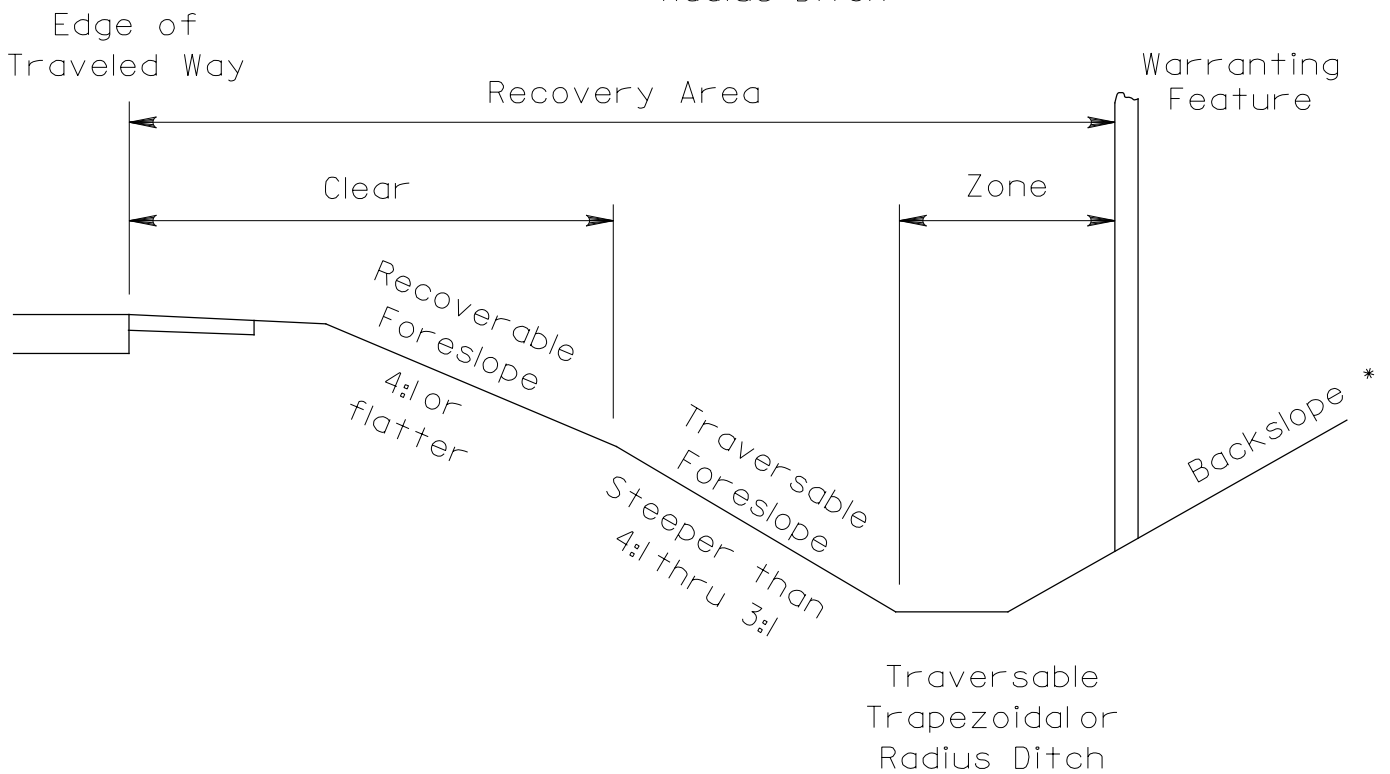 Edge of
Traveled Way
Recovery Area
Warranting
Feature
Clear
Zone
Recoverable
Foreslope
4:1 or
flatter
Traversable
Foreslope
Steeper than
4:1 thru 3:1
Backslope *
Traversable
Trapezoidal or
Radius Ditch